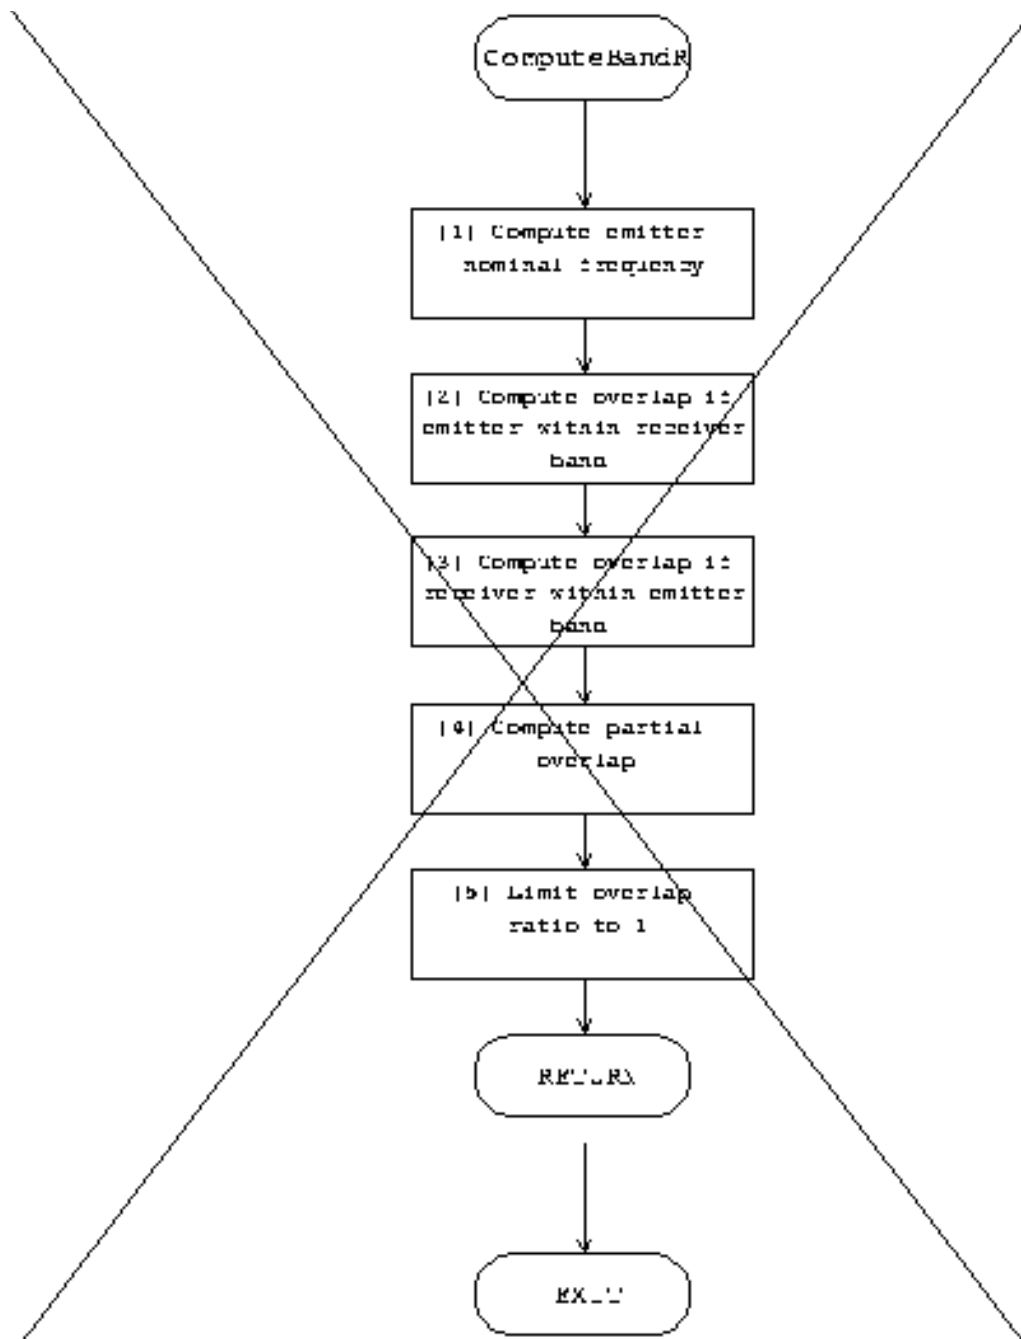 ComputeBandR
[1] Compute emitter
nominal frequency
[2] Compute overlap if
emitter within receiver
band
[3] Compute overlap if
receiver within emitter
band
[4] Compute partial
overlap
[5] Limit overlap
ratio to 1
RETURN
EXIT